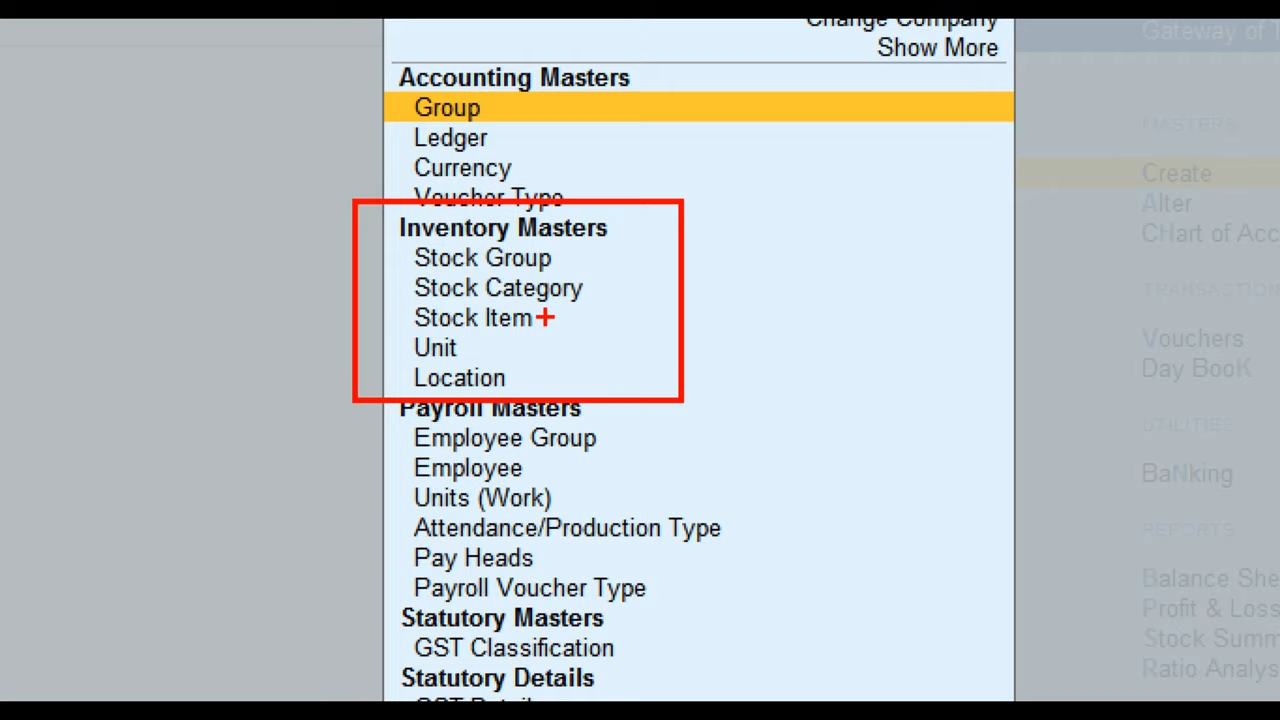 Change Company
Show More
Accounting Masters
Group
Ledger
Currency
Voucher Type
Inventory Masters
Stock Group
Stock Category
Stock Item
Unit
Location
Payroll Masters
Employee Group
Employee
Units (Work)
Attendance/Production Type
Pay Heads
Payroll Voucher Type
Statutory Masters
GST Classification
Statutory Details
Gateway of T
MASTERS
Create
Alter
CHart of Acc
TRANSACTION
Vouchers
Day BooK
UTILITIES
BaNking
REPORTS
Balance She
Profit & Loss
Stock Summ
Ratio Analys